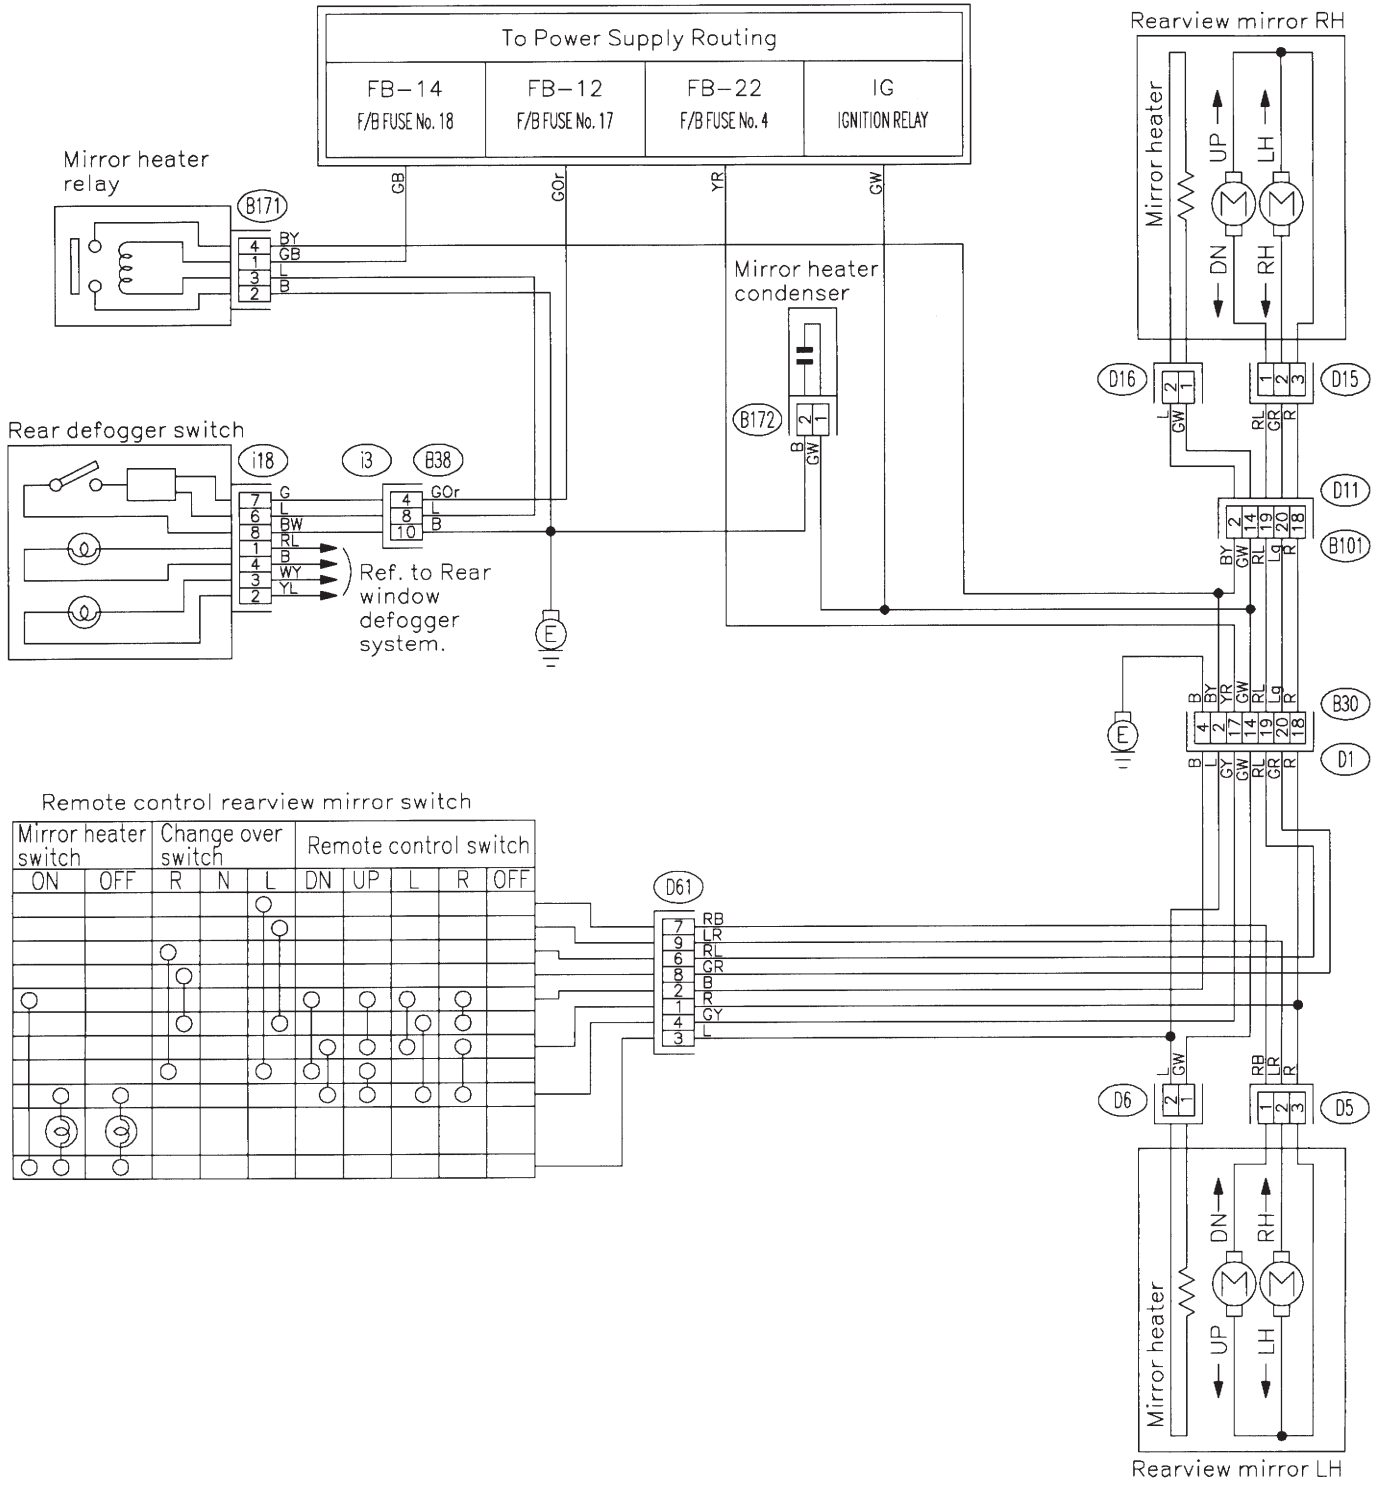 To Power Supply Routing
FB-14
F/B FUSE No. 18
FB-12
F/B FUSE No. 17
FB-22
F/B FUSE No. 4
IG
IGNITION RELAY
GB
GOr
YR
GW
Mirror heater
relay
B171
4 BY
1 GB
3 L
2 B
Mirror heater
condenser
B172
2
1
B
GW
Rear defogger switch
i18
i3
B38
7 G
6 L
8 BW
1 RL
4 B
3 WY
2 YL
4 GOr
8 L
10 B
Ref. to Rear
window
defogger
system.
E
Rearview mirror RH
Mirror heater
UP
LH
M
M
DN
RH
D16
2
1
L
GW
1
2
3
D15
RL
GR
R
D11
2
14
19
20
18
B101
BY
GW
RL
Lg
R
E
B
BY
YR
GW
RL
Lg
R
B30
4
2
17
14
19
20
18
D1
B
L
GY
GW
RL
GR
R
Remote control rearview mirror switch
Mirror heater
switch
Change over
switch
Remote control switch
ON
OFF
R
N
L
DN
UP
L
R
OFF
D61
7 RB
9 LR
6 RL
8 GR
2 B
1 R
4 GY
3 L
L
GW
RB
LR
R
D6
2
1
1
2
3
D5
DN
RH
M
M
UP
LH
Mirror heater
Rearview mirror LH